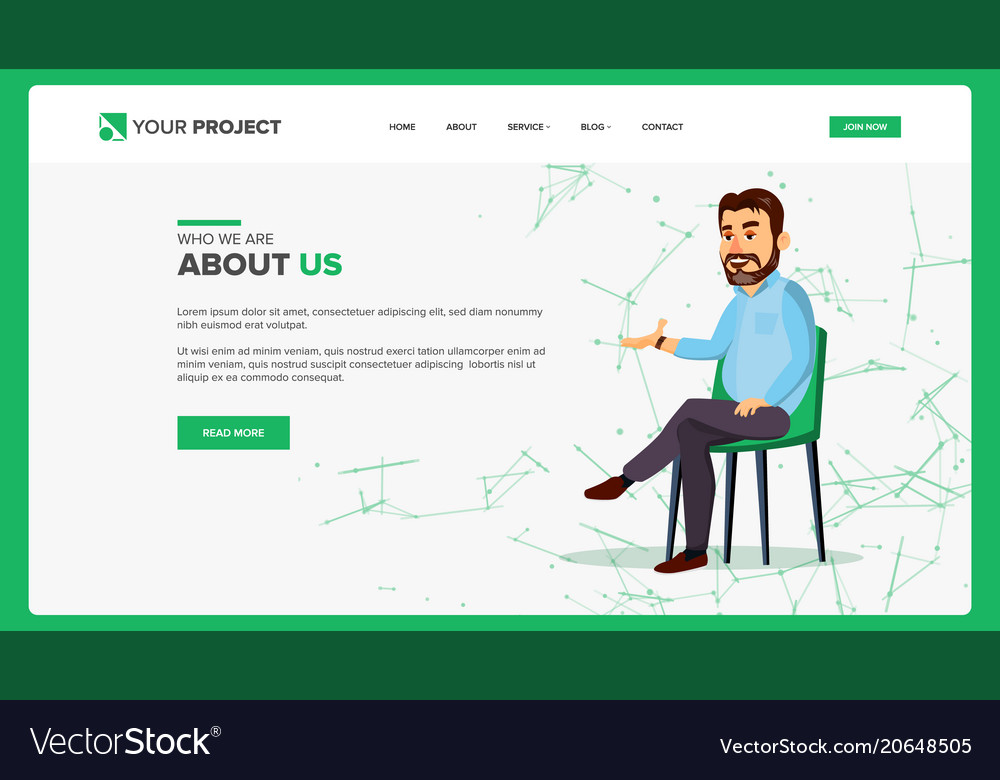 YOUR PROJECT
HOME ABOUT SERVICE BLOG CONTACT
JOIN NOW
WHO WE ARE
ABOUT US
Lorem ipsum dolor sit amet, consectetuer adipiscing elit, sed diam nonummy
nibh euismod erat volutpat.
Ut wisi enim ad minim veniam, quis nostrud exerci tation ullamcorper enim ad
minim veniam, quis nostrud suscipit consectetuer adipiscing lobortis nisl ut
aliquip ex ea commodo consequat.
READ MORE
VectorStock®
VectorStock.com/20648505